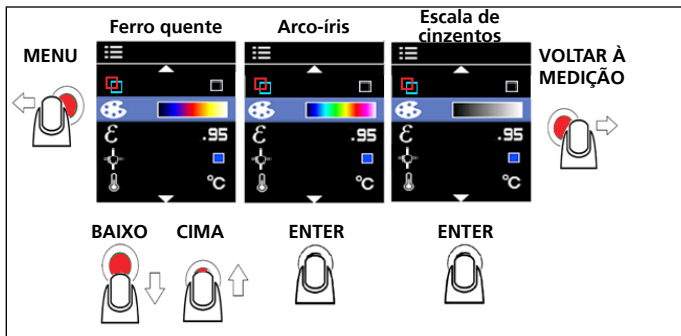 Ferro quente
Arco-íris
Escala de
cinzentos
MENU
VOLTAR À
MEDIÇÃO
ε .95
ε .95
ε .95
°C
°C
°C
BAIXO
CIMA
ENTER
ENTER